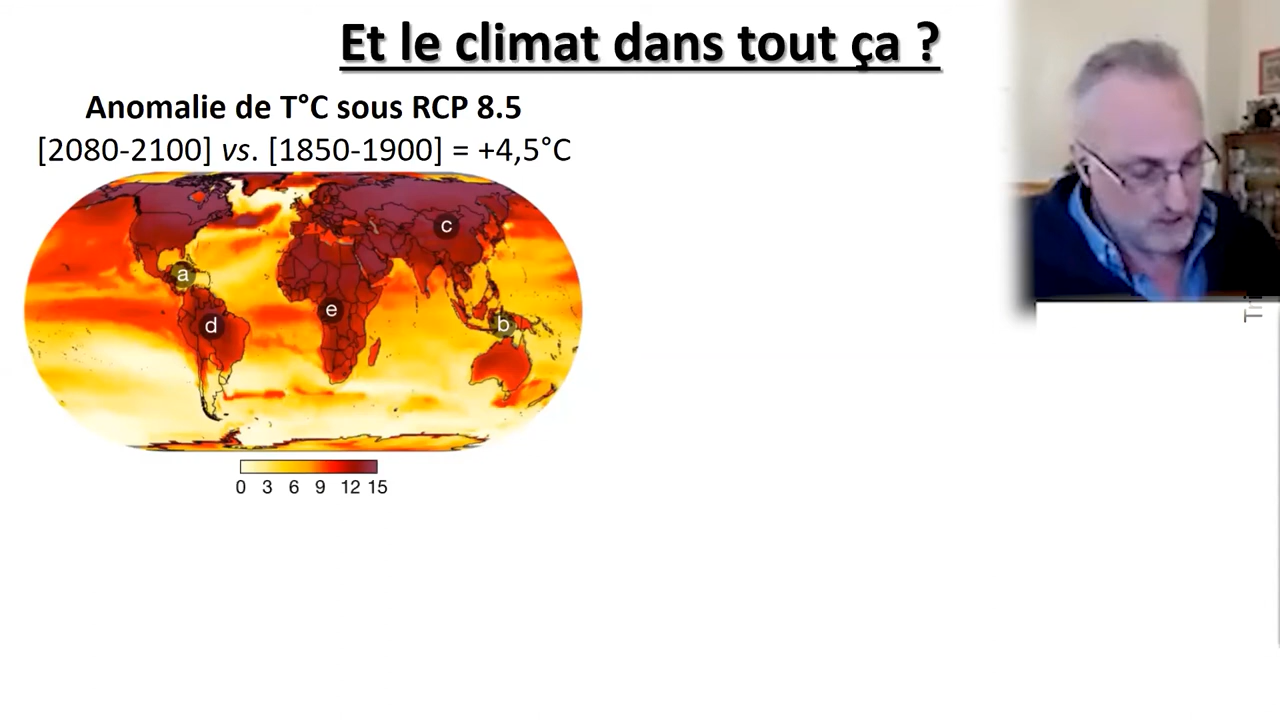 Et le climat dans tout ça ?
Anomalie de T°C sous RCP 8.5
[2080-2100] vs. [1850-1900] = +4,5°C
c
a
e
d
b
0 3 6 9 12 15